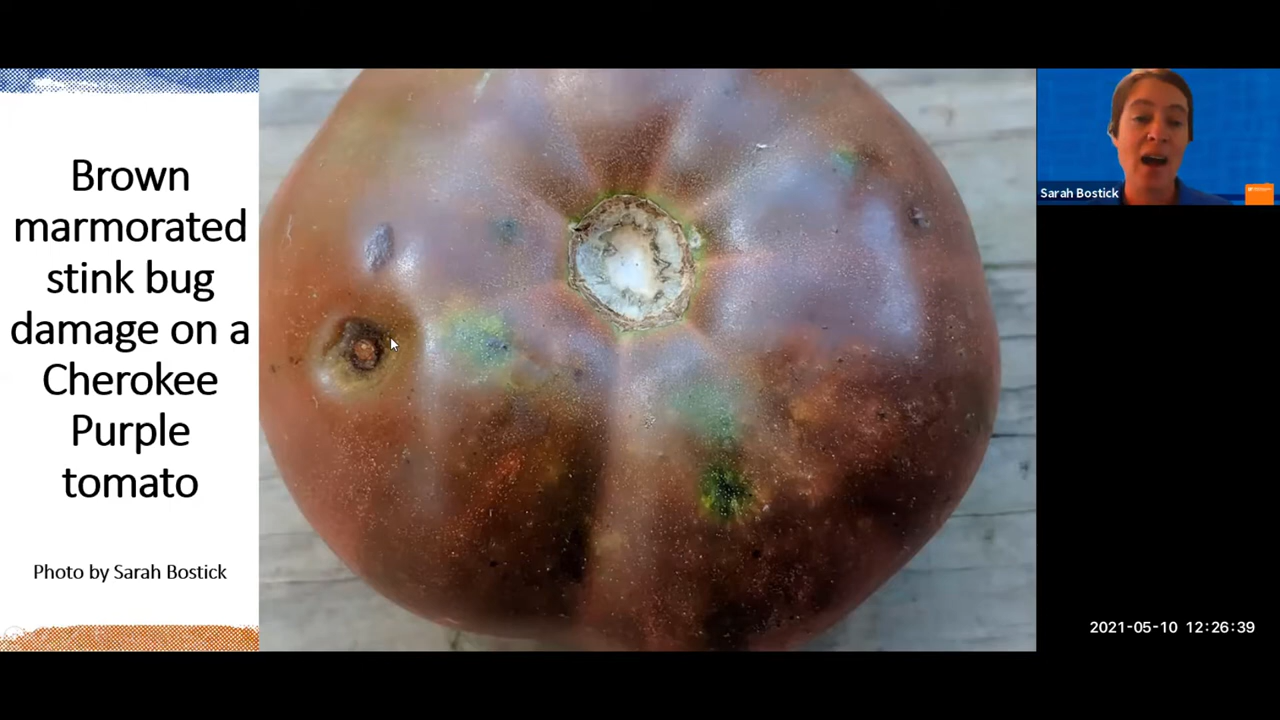 Brown
marmorated
stink bug
damage on a
Cherokee
Purple
tomato
Photo by Sarah Bostick
Sarah Bostick
2021-05-10 12:26:39